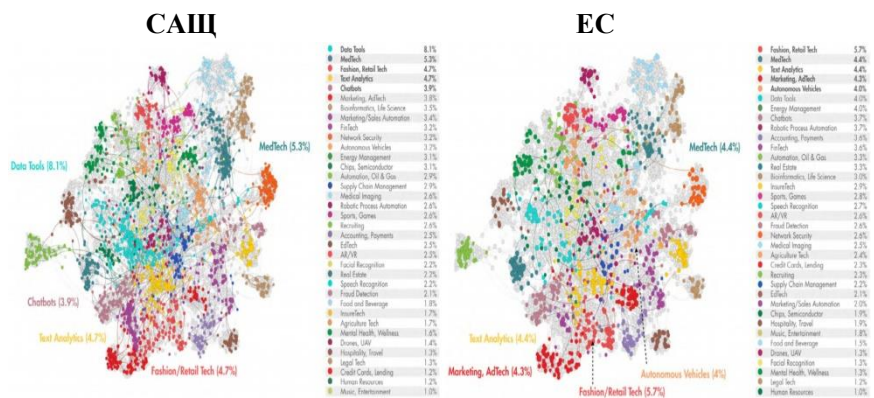 САЩ
ЕС
Data Tools 8.1%
MedTech 5.3%
Fashion, Retail Tech 4.7%
Text Analytics 4.7%
Chatbots 3.9%
Marketing, AdTech 3.8%
Bioinformatics, Life Science 3.5%
Marketing/Sales Automation 3.4%
FinTech 3.2%
Network Security 3.2%
Autonomous Vehicles
Energy Management 3.1%
Chips, Semiconductor 3.1%
Automation, Oil & Gas 2.9%
Supply Chain Management 2.9%
Medical Imaging 2.6%
Robotic Process Automation 2.6%
Sports, Games 2.6%
Recruiting 2.6%
Accounting, Payments 2.5%
EdTech 2.5%
AR/VR 2.5%
Facial Recognition 2.2%
Real Estate
Speech Recognition 2.2%
Fraud Detection 2.1%
Food and Beverage 1.8%
InsureTech 1.7%
Agriculture Tech 1.7%
Mental Health, Wellness 1.6%
Drones, UAV 1.4%
Hospitality, Travel 1.3%
Legal Tech 1.3%
Credit Cards, Lending 1.2%
Human Resources 1.2%
Music, Entertainment 1.0%
Data Tools (8.1%)
MedTech (5.3%)
Chatbots (3.9%)
Text Analytics (4.7%)
Fashion/Retail Tech (4.7%)
Fashion, Retail Tech 5.7%
MedTech 4.4%
Text Analytics 4.4%
Marketing, AdTech 4.3%
Autonomous Vehicles 4.0%
Data Tools 4.0%
Energy Management 4.0%
Chatbots 3.7%
Robotic Process Automation 3.7%
Accounting, Payments 3.6%
FinTech 3.6%
Automation, Oil & Gas 3.3%
Real Estate 3.3%
Bioinformatics, Life Science 3.0%
InsureTech 2.9%
Sports, Games 2.8%
Speech Recognition 2.7%
AR/VR 2.6%
Fraud Detection 2.6%
Network Security 2.6%
Medical Imaging 2.5%
Agriculture Tech 2.4%
Credit Cards, Lending 2.3%
Recruiting
Supply Chain Management 2.2%
EdTech 2.1%
Marketing/Sales Automation 2.0%
Chips, Semiconductor 1.9%
Hospitality, Travel 1.9%
Music, Entertainment 1.8%
Food and Beverage 1.5%
Drones, UAV 1.3%
Facial Recognition 1.3%
Mental Health, Wellness 1.3%
Legal Tech 1.2%
Human Resources 1.0%
MedTech (4.4%)
Text Analytics (4.4%)
Marketing, AdTech (4.3%)
Autonomous Vehicles (4%)
Fashion/Retail Tech (5.7%)